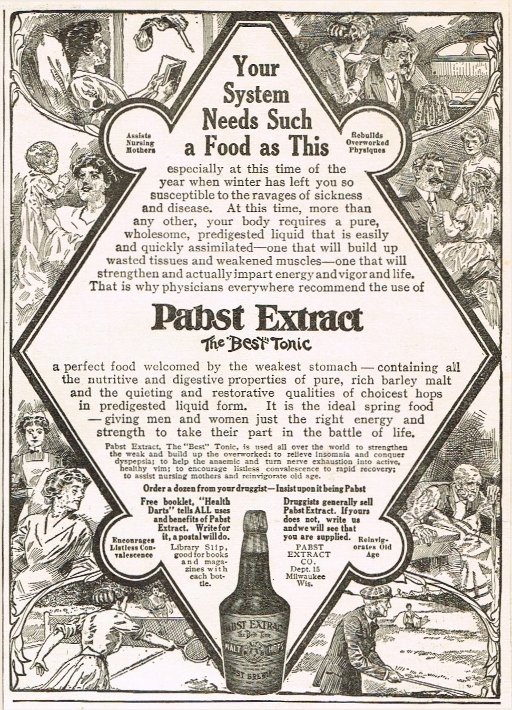 Your
System
Needs Such
a Food as This
Assists
Nursing
Mothers
Rebuilds
Overworked
Physiques
especially at this time of the
year when winter has left you so
susceptible to the ravages of sickness
and disease. At this time, more than
any other, your body requires a pure,
wholesome, predigested liquid that is easily
and quickly assimilated—one that will build up
wasted tissues and weakened muscles—one that will
strengthen and actually impart energy and vigor and life.
That is why physicians everywhere recommend the use of
Pabst Extract
The "Best" Tonic
a perfect food welcomed by the weakest stomach — containing all
the nutritive and digestive properties of pure, rich barley malt
and the quieting and restorative qualities of choicest hops
in predigested liquid form. It is the ideal spring food
— giving men and women just the right energy and
strength to take their part in the battle of life.
Pabst Extract, The "Best" Tonic, is used all over the world to strengthen
the weak and build up the overworked; to relieve insomnia and conquer
dyspepsia; to help the anaemic and turn nerve exhaustion into active,
healthy vim; to encourage listless convalescence to rapid recovery;
to assist nursing mothers and reinvigorate old age.
Order a dozen from your druggist—Insist upon it being Pabst
Free booklet, "Health
Darts" tells ALL uses
and benefits of Pabst
Extract. Write for
it, a postal will do.
Library Slip,
good for books
and maga-
zines with
each bot-
tle.
Druggists generally sell
Pabst Extract. If yours
does not, write us
and we will see that
you are supplied.
PABST
EXTRACT
CO.
Dept. 15
Milwaukee
Wis.
Encourages
Listless Con-
valescence
Reinvig-
orates Old
Age
PABST EXTRACT
The Best Tonic
MALT HOPS